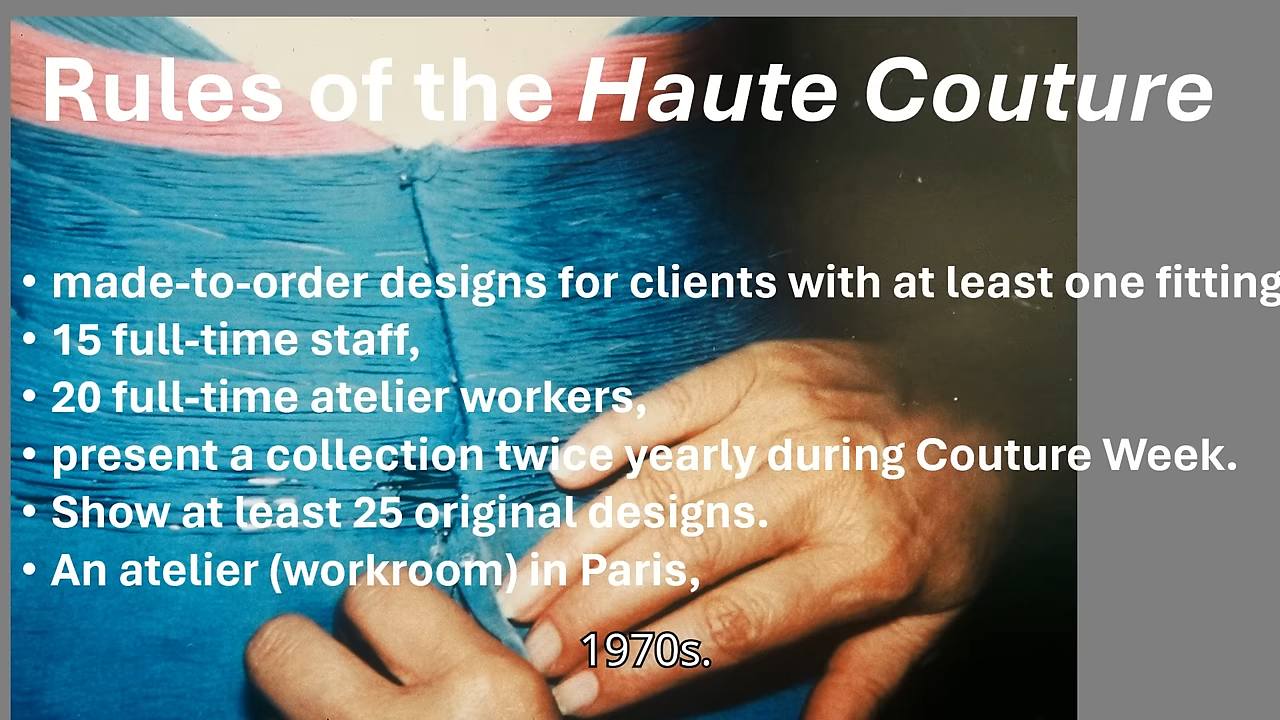 Rules of the Haute Couture
• made-to-order designs for clients with at least one fitting
• 15 full-time staff,
• 20 full-time atelier workers,
• present a collection twice yearly during Couture Week.
• Show at least 25 original designs.
• An atelier (workroom) in Paris,
1970s.